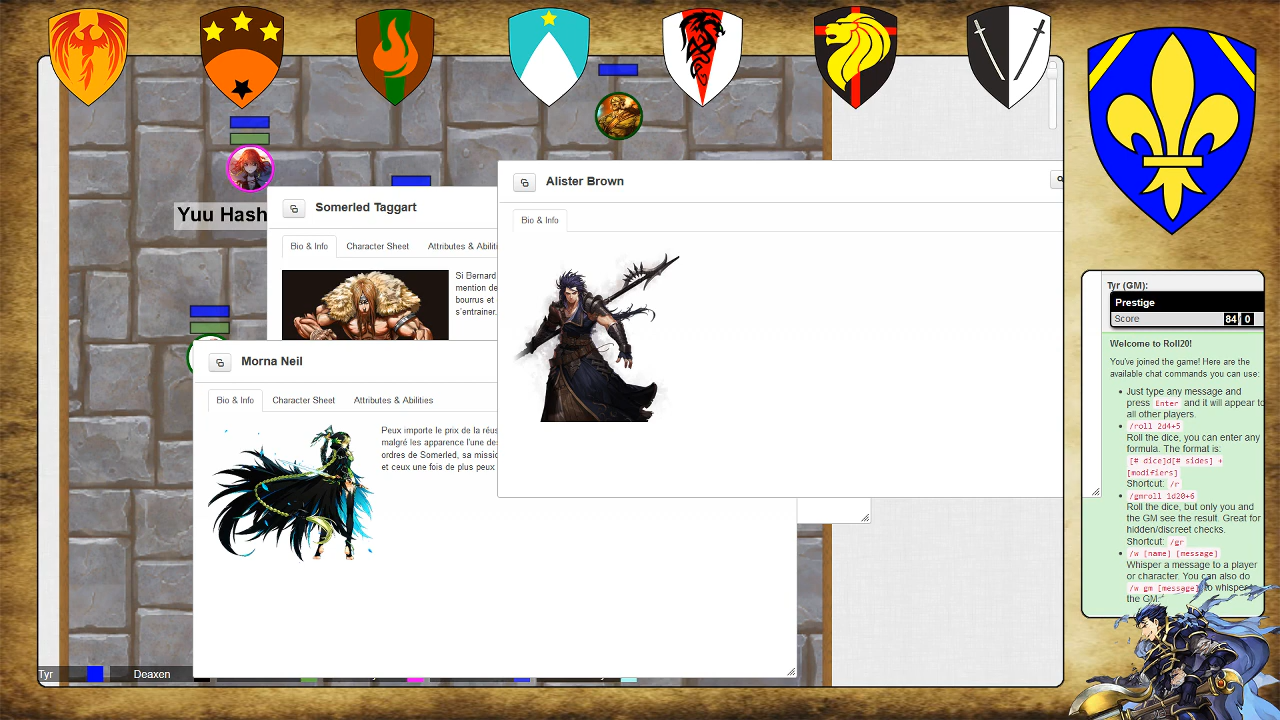 Yuu Hash
Somerled Taggart
Bio & Info
Character Sheet
Attributes & Abiliti
Si Bernard
mention de
bourrus et
s'entrainer.
Alister Brown
Bio & Info
Morna Neil
Bio & Info
Character Sheet
Attributes & Abilities
Peux importe le prix de la réus
malgré les apparence l'une des
ordres de Somerled, sa missio
et ceux une fois de plus peux
Tyr
Deaxen
Tyr (GM):
Prestige
Score
84 0
Welcome to Roll20!
You've joined the game! Here are the
available chat commands you can use:
Just type any message and
press Enter and it will appear to
all other players.
/roll 2d4+5
Roll the dice, you can enter any
formula. The format is:
[# dice]d[# sides] +
[modifiers]
Shortcut: /r
/gmroll 1d20+6
Roll the dice, but only you and
the GM see the result. Great for
hidden/discreet checks.
Shortcut: /gr
/w [name] [message]
Whisper a message to a player
or character. You can also do
/w gm [message] to whisper
the GM.